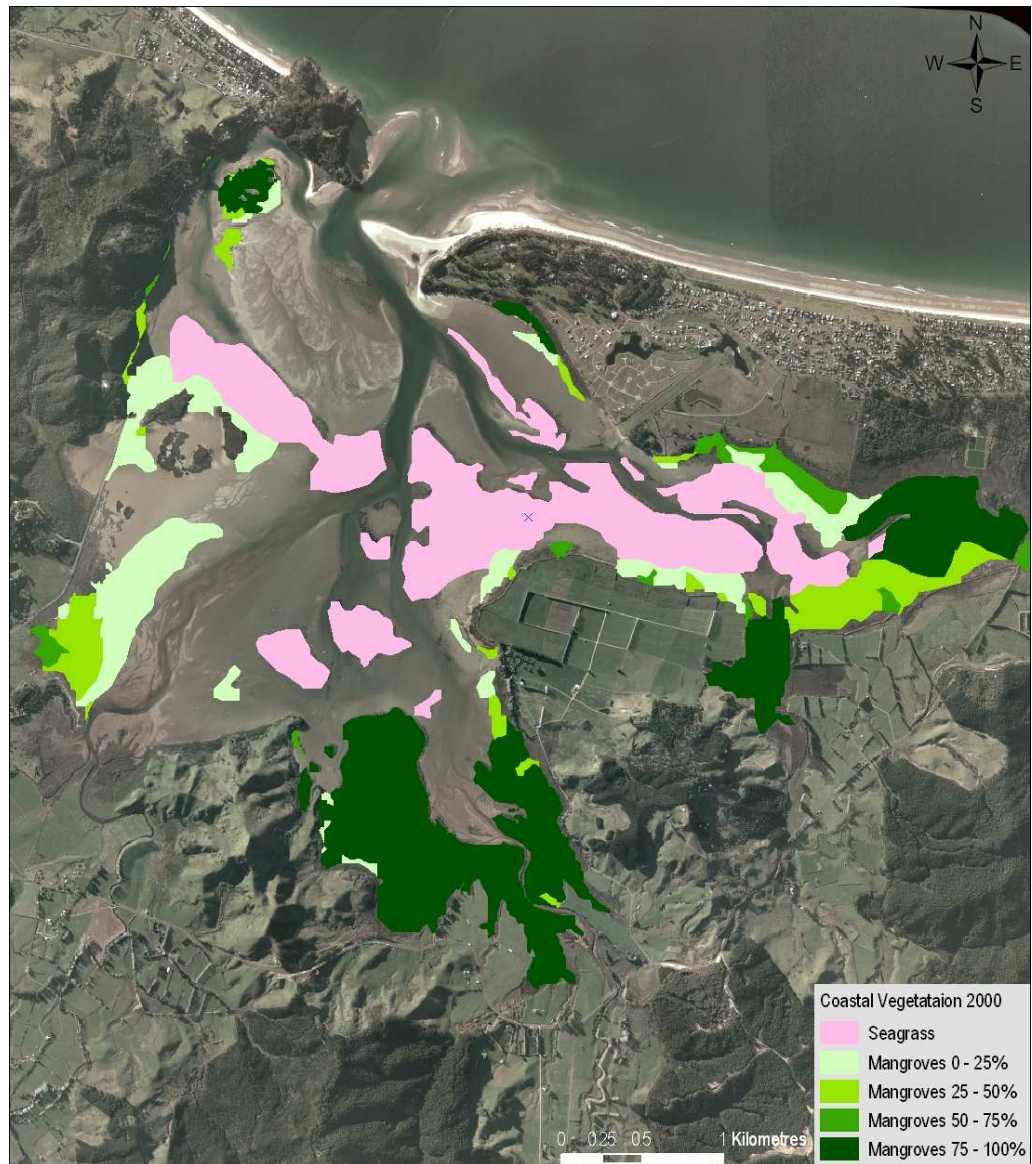 N
W E
S
Coastal Vegetataion 2000
Seagrass
Mangroves 0 - 25%
Mangroves 25 - 50%
Mangroves 50 - 75%
Mangroves 75 - 100%
0 0.25 0.5 1 Kilometres